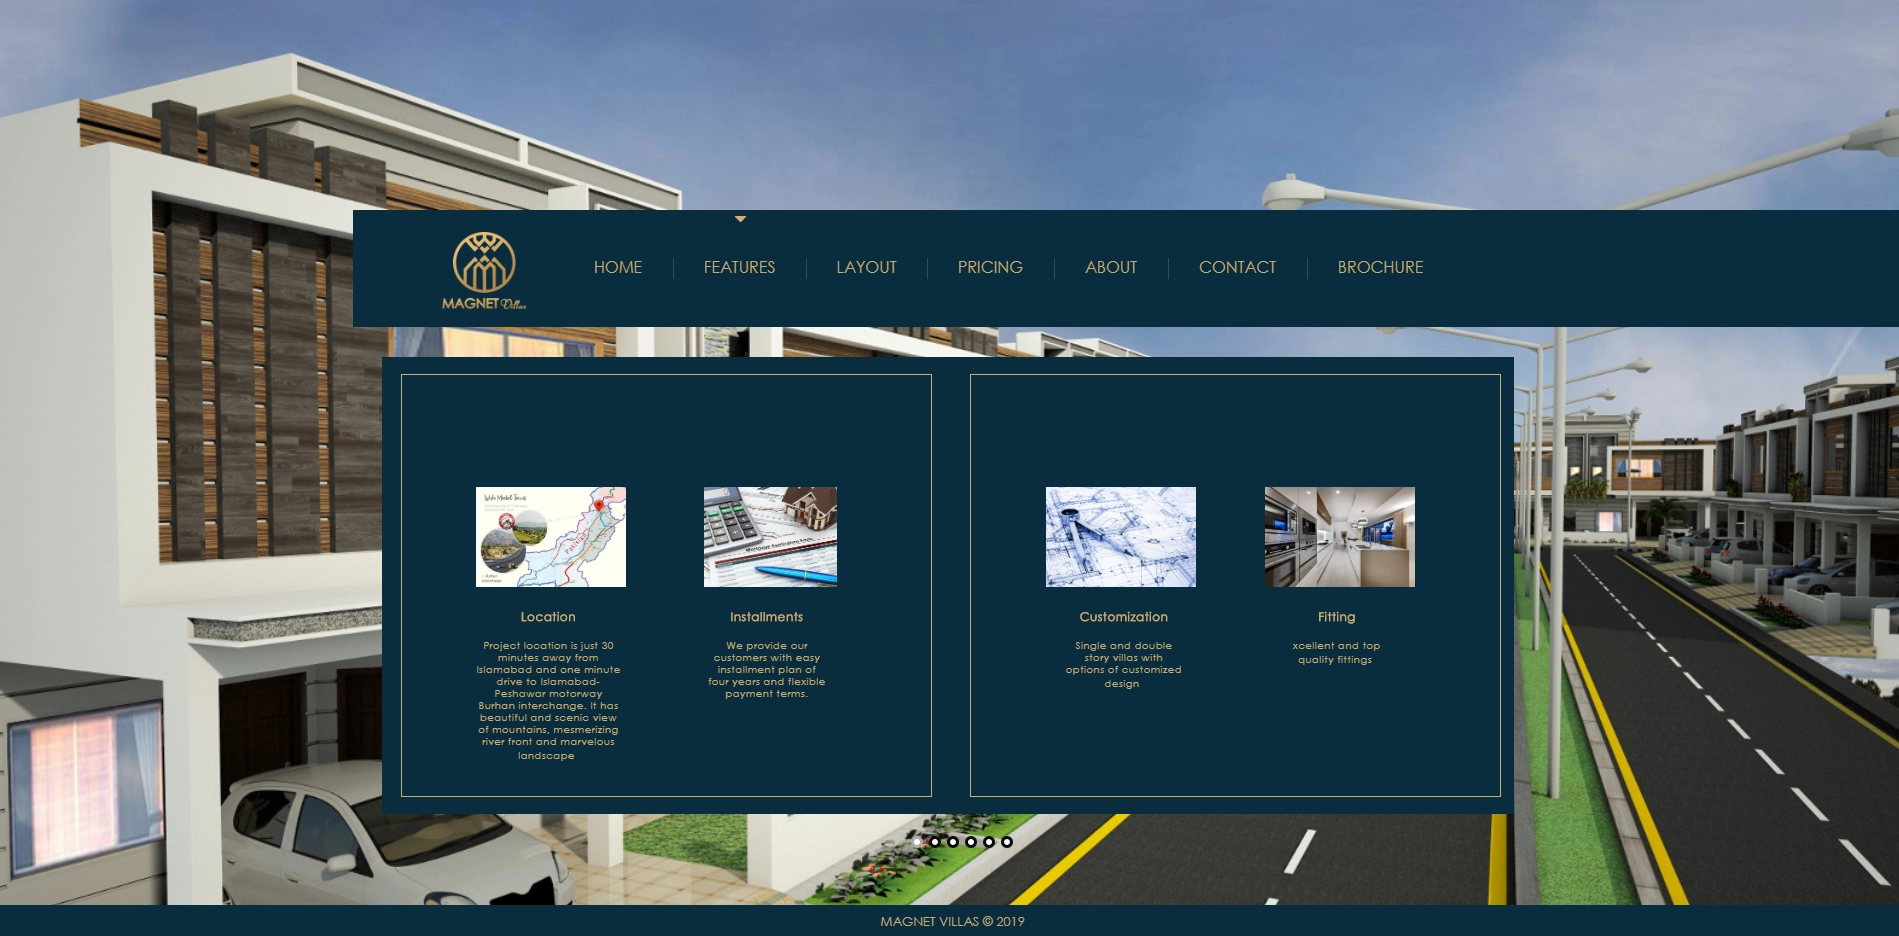 MAGNET Villas
HOME
FEATURES
LAYOUT
PRICING
ABOUT
CONTACT
BROCHURE
Pakistan
Mortgage Application Form
Location
Project location is just 30
minutes away from
Islamabad and one minute
drive to Islamabad-
Peshawar motorway
Burhan interchange. It has
beautiful and scenic view
of mountains, mesmerizing
river front and marvelous
landscape
Installments
We provide our
customers with easy
installment plan of
four years and flexible
payment terms.
Customization
Single and double
story villas with
options of customized
design
Fitting
xcellent and top
quality fittings
MAGNET VILLAS © 2019